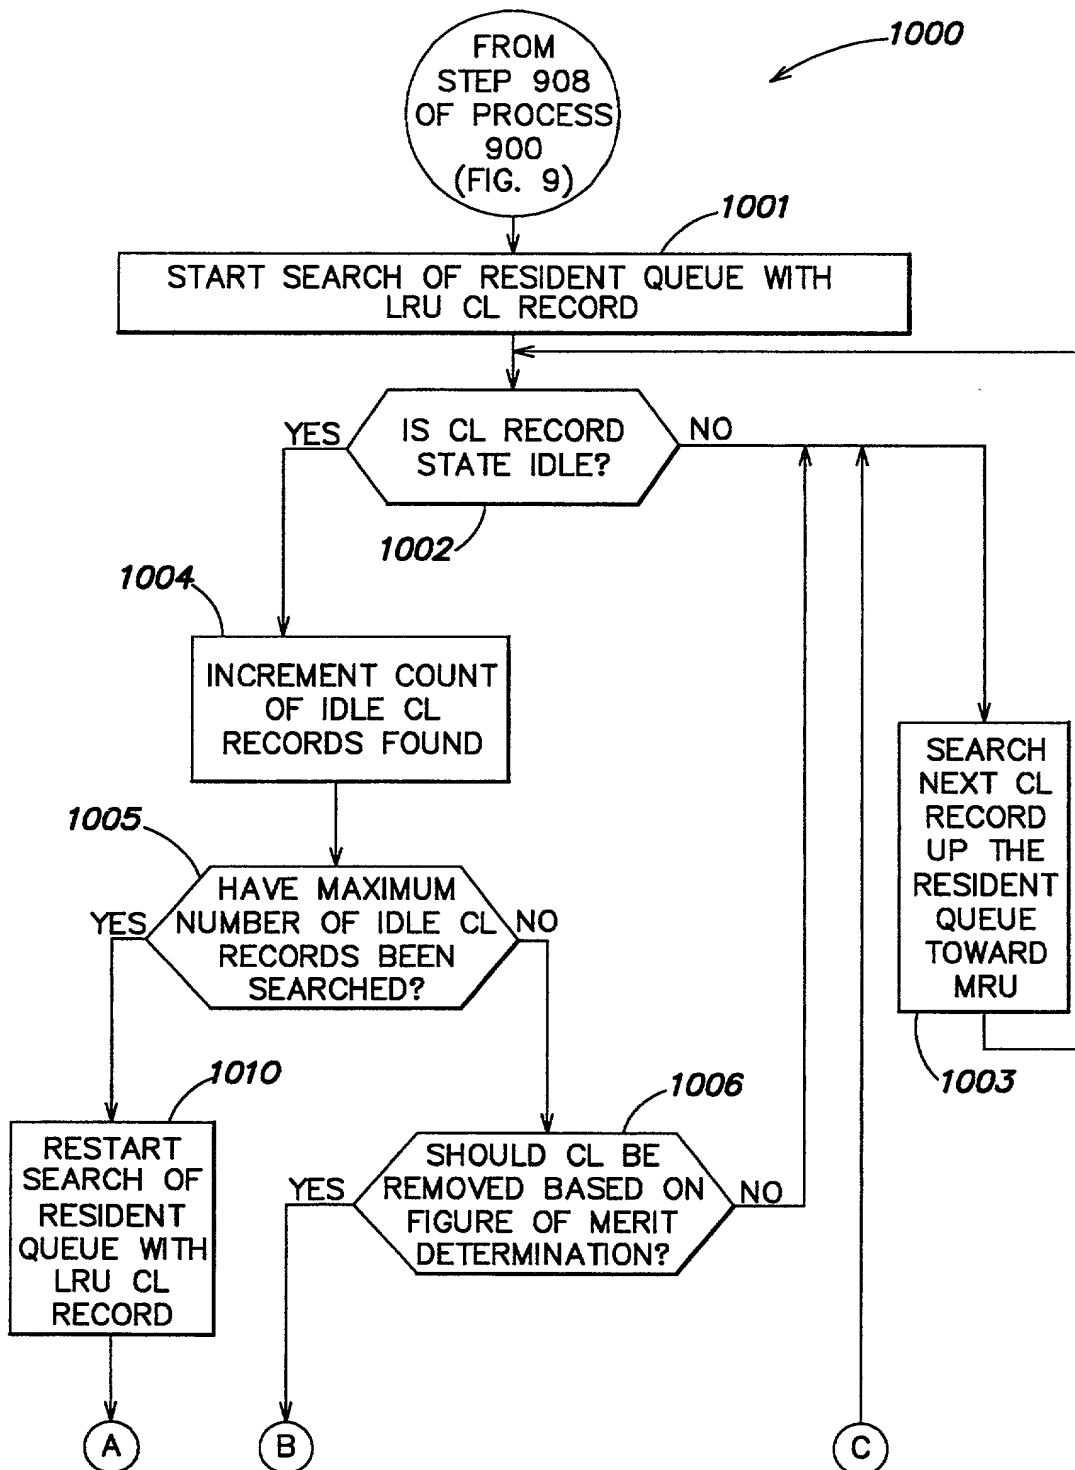 FROM
STEP 908
OF PROCESS
900
(FIG. 9)
1000
1001
START SEARCH OF RESIDENT QUEUE WITH
LRU CL RECORD
YES
IS CL RECORD
STATE IDLE?
NO
1002
1004
INCREMENT COUNT
OF IDLE CL
RECORDS FOUND
SEARCH
NEXT CL
RECORD
UP THE
RESIDENT
QUEUE
TOWARD
MRU
1003
1005
YES
HAVE MAXIMUM
NUMBER OF IDLE CL
RECORDS BEEN
SEARCHED?
NO
1010
RESTART
SEARCH OF
RESIDENT
QUEUE WITH
LRU CL
RECORD
1006
YES
SHOULD CL BE
REMOVED BASED ON
FIGURE OF MERIT
DETERMINATION?
NO
A
B
C